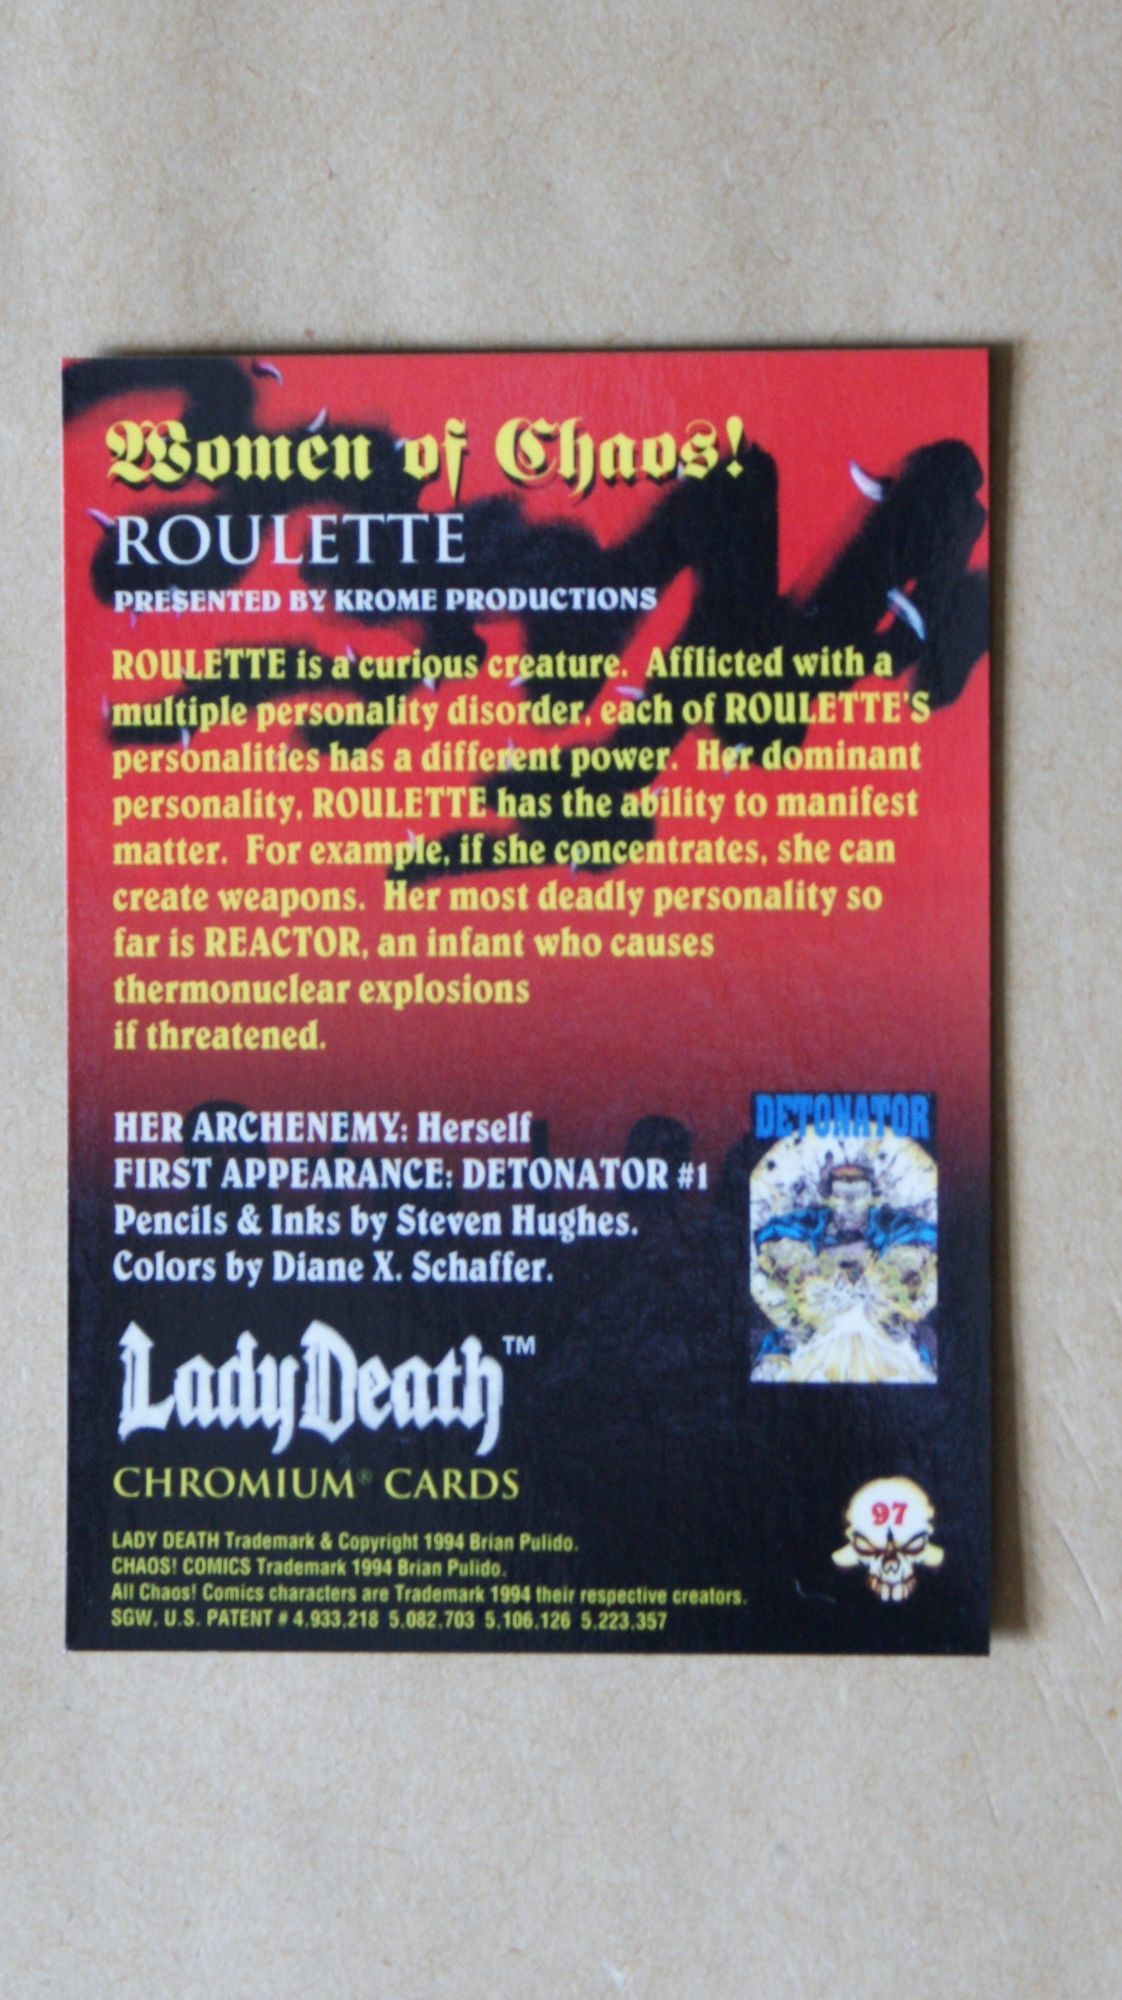 Women of Chaos!
ROULETTE
PRESENTED BY KROME PRODUCTIONS
ROULETTE is a curious creature. Afflicted with a
multiple personality disorder, each of ROULETTE'S
personalities has a different power. Her dominant
personality, ROULETTE has the ability to manifest
matter. For example, if she concentrates, she can
create weapons. Her most deadly personality so
far is REACTOR, an infant who causes
thermonuclear explosions
if threatened.
HER ARCHENEMY: Herself
FIRST APPEARANCE: DETONATOR #1
Pencils & Inks by Steven Hughes.
Colors by Diane X. Schaffer.
DETONATOR
Lady Death™
CHROMIUM® CARDS
97
LADY DEATH Trademark & Copyright 1994 Brian Pulido.
CHAOS! COMICS Trademark 1994 Brian Pulido.
All Chaos! Comics characters are Trademark 1994 their respective creators.
SGW, U.S. PATENT # 4,933,218 5,082,703 5,106,126 5,223,357